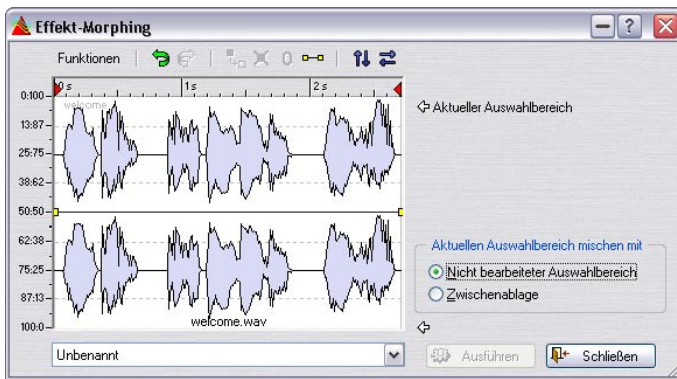 Effekt-Morphing
Funktionen
0 s 1 s 2 s
welcome
0:100
13:87
25:75
38:62
50:50
62:38
75:25
87:13
100:0
welcome.wav
Aktueller Auswahlbereich
Aktuellen Auswahlbereich mischen mit
Nicht bearbeiteter Auswahlbereich
Zwischenablage
Unbenannt
Ausführen
Schließen